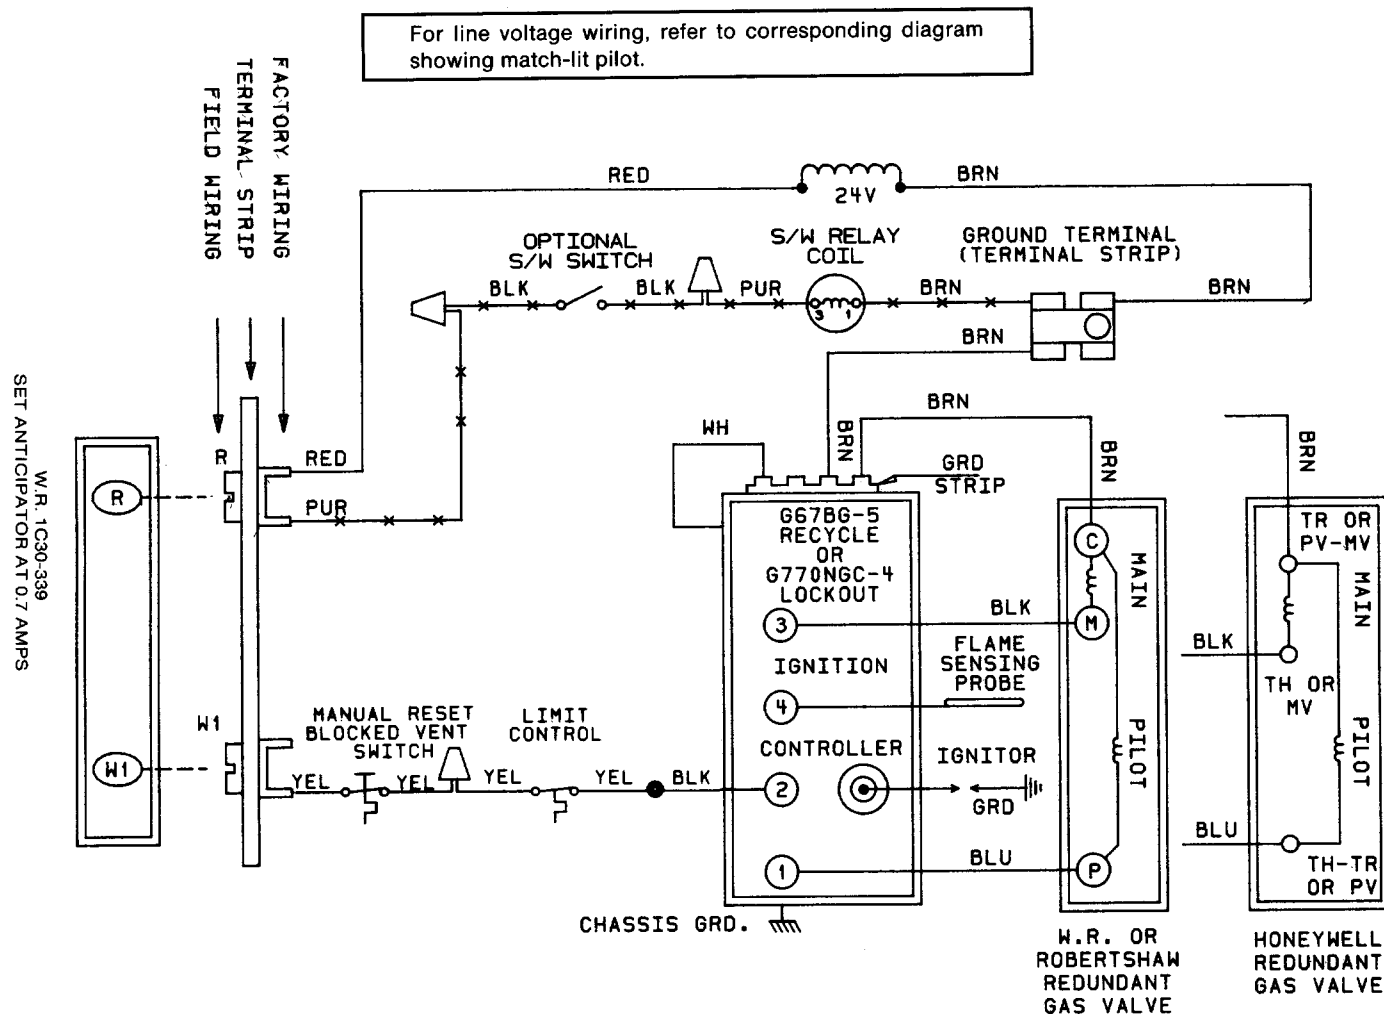 For line voltage wiring, refer to corresponding diagram
showing match-lit pilot.
FACTORY WIRING
TERMINAL STRIP
FIELD WIRING
RED
24V
BRN
OPTIONAL
S/W SWITCH
S/W RELAY
COIL
GROUND TERMINAL
(TERMINAL STRIP)
BLK
BLK
PUR
3
1
BRN
BRN
BRN
SET ANTICIPATOR AT 0.7 AMPS
W.R. 1C30-339
R
R
RED
PUR
WH
BRN
BRN
BRN
BRN
GRD
STRIP
G67BG-5
RECYCLE
OR
G770NGC-4
LOCKOUT
3
IGNITION
4
CONTROLLER
2
1
BLK
FLAME
SENSING
PROBE
IGNITOR
GRD
BLU
C
M
P
MAIN
PILOT
TR OR
PV-MV
MAIN
BLK
TH OR
MV
PILOT
BLU
TH-TR
OR PV
W1
W1
MANUAL RESET
BLOCKED VENT
SWITCH
LIMIT
CONTROL
YEL
YEL
YEL
YEL
BLK
CHASSIS GRD.
W.R. OR
ROBERTSHAW
REDUNDANT
GAS VALVE
HONEYWELL
REDUNDANT
GAS VALVE